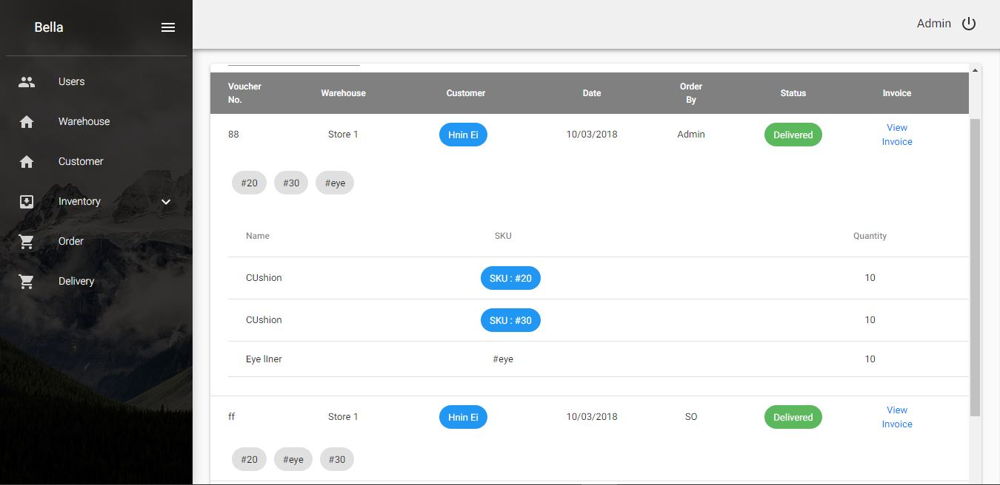 Bella
Admin
Users
Warehouse
Customer
Inventory
Order
Delivery
Voucher No. Warehouse Customer Date Order By Status Invoice
88 Store 1 Hnin Ei 10/03/2018 Admin Delivered View Invoice
#20 #30 #eye
Name SKU Quantity
CUshion SKU : #20 10
CUshion SKU : #30 10
Eye lIner #eye 10
ff Store 1 Hnin Ei 10/03/2018 SO Delivered View Invoice
#20 #eye #30